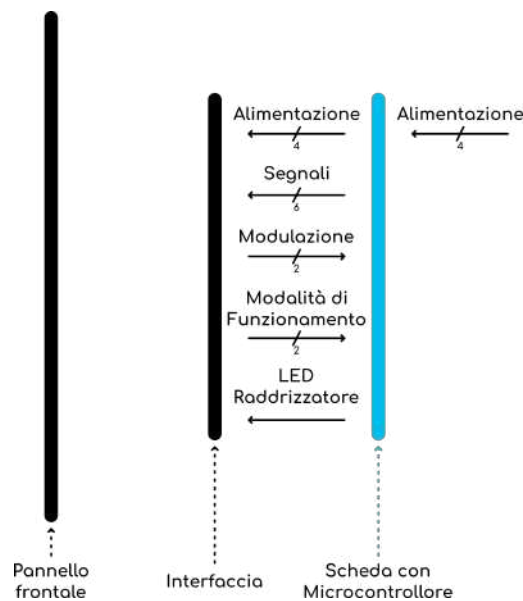 Alimentazione
4
Alimentazione
4
Segnali
6
Modulazione
2
Modalità di
Funzionamento
2
LED
Raddrizzatore
Pannello
frontale
Interfaccia
Scheda con
Microcontrollore